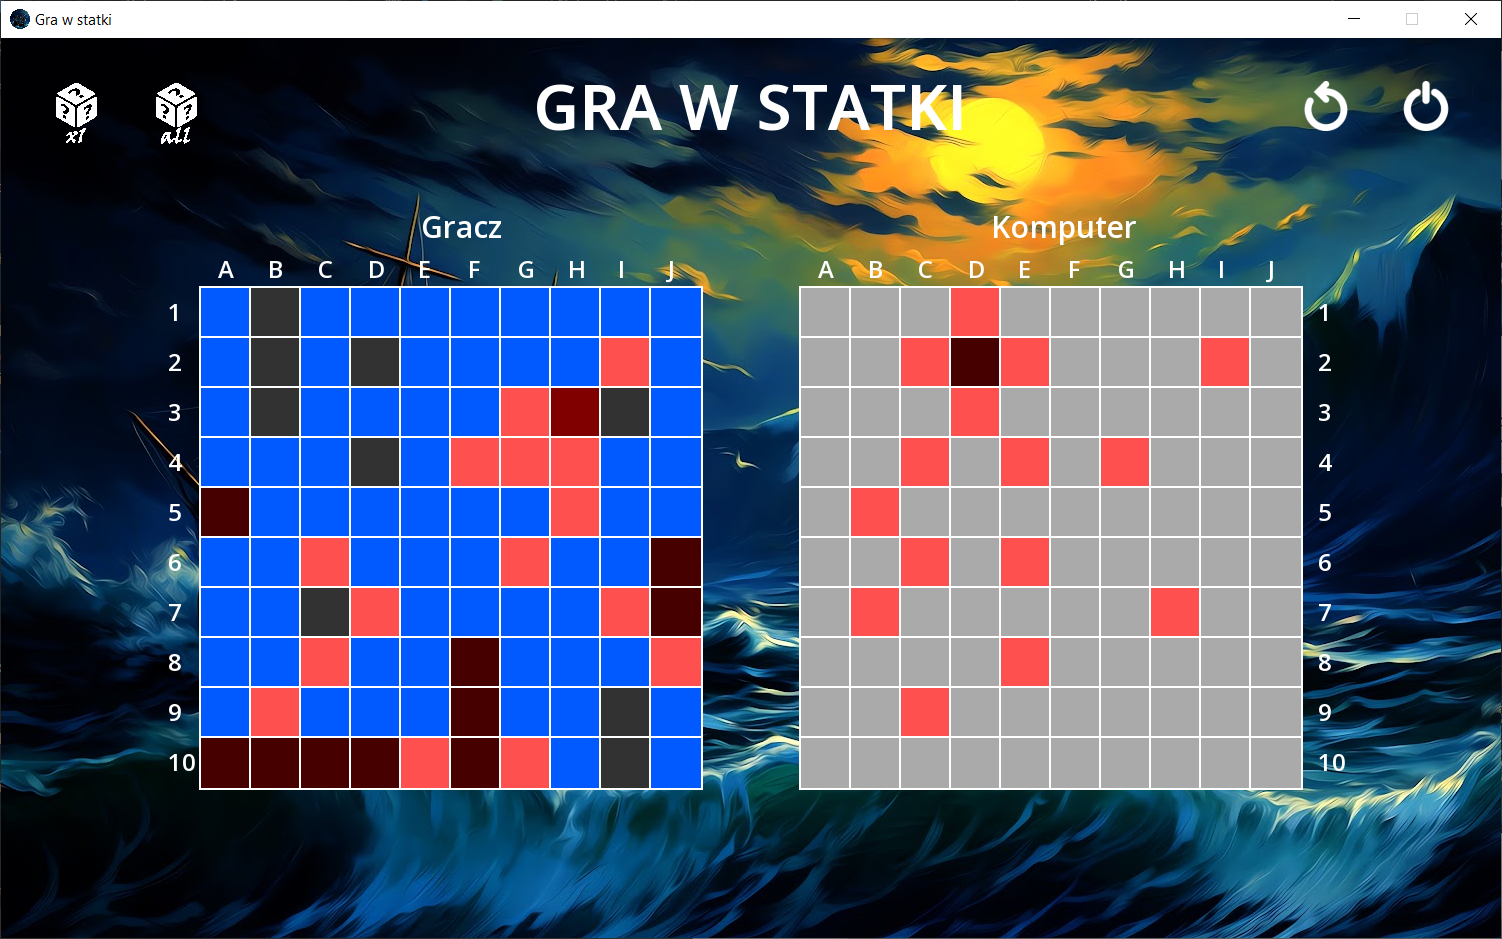 Gra w statki
x1 all
GRA W STATKI
Gracz Komputer
A B C D E F G H I J A B C D E F G H I J
1 1
2 2
3 3
4 4
5 5
6 6
7 7
8 8
9 9
10 10